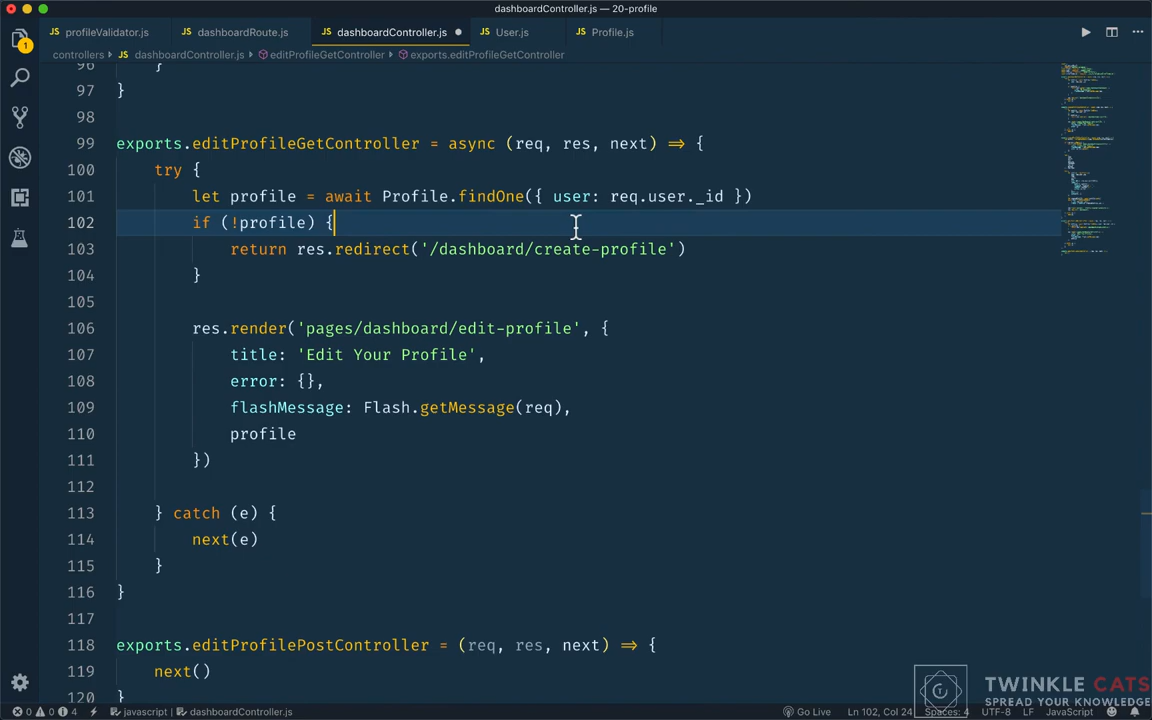 dashboardController.js — 20-profile
JS profileValidator.js JS dashboardRoute.js JS dashboardController.js JS User.js JS Profile.js
controllers > JS dashboardController.js > editProfileGetController > exports.editProfileGetController
1
96 }
97 }
98
99 exports.editProfileGetController = async (req, res, next) => {
100 try {
101 let profile = await Profile.findOne({ user: req.user._id })
102 if (!profile) {
103 return res.redirect('/dashboard/create-profile')
104 }
105
106 res.render('pages/dashboard/edit-profile', {
107 title: 'Edit Your Profile',
108 error: {},
109 flashMessage: Flash.getMessage(req),
110 profile
111 })
112
113 } catch (e) {
114 next(e)
115 }
116 }
117
118 exports.editProfilePostController = (req, res, next) => {
119 next()
120 }
TWINKLE CATS
SPREAD YOUR KNOWLEDGE
0 0 4 javascript | dashboardController.js Go Live Ln 102, Col 24 Spaces: 4 UTF-8 LF JavaScript